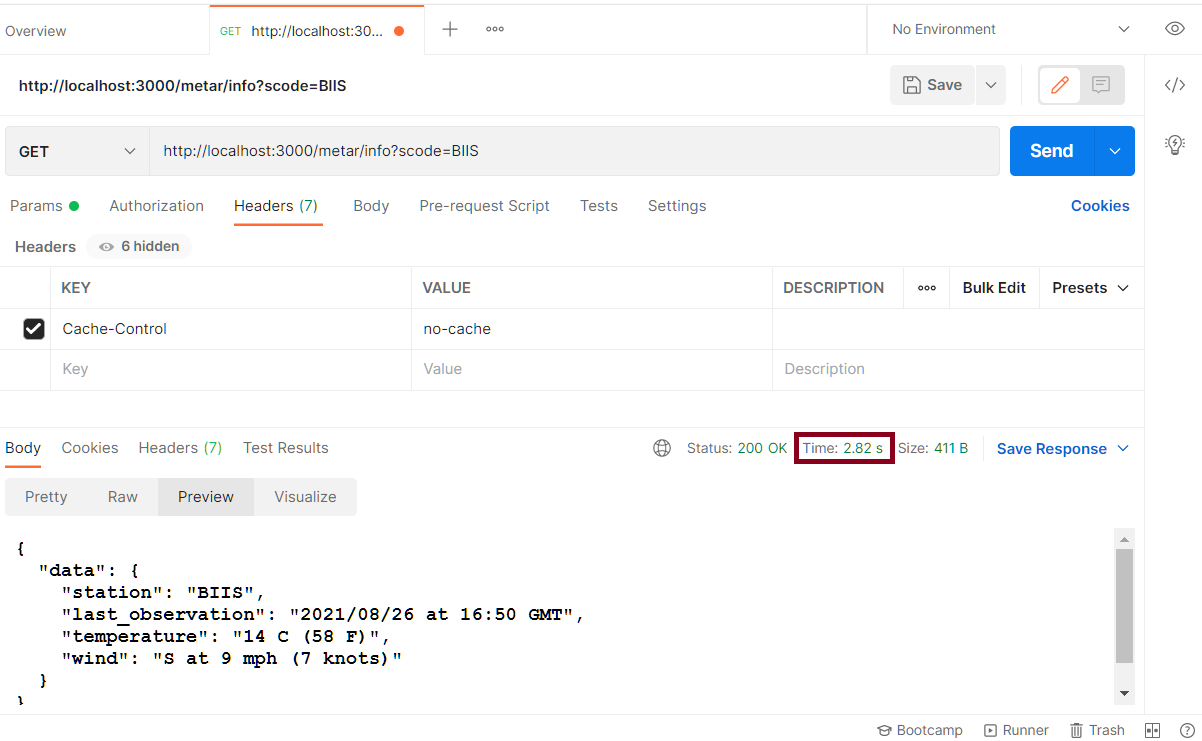 Overview
GET http://localhost:30...
No Environment
http://localhost:3000/metar/info?scode=BIIS
Save
GET
http://localhost:3000/metar/info?scode=BIIS
Send
Params
Authorization
Headers (7)
Body
Pre-request Script
Tests
Settings
Cookies
Headers
6 hidden
KEY
VALUE
DESCRIPTION
Bulk Edit
Presets
Cache-Control
no-cache
Key
Value
Description
Body
Cookies
Headers (7)
Test Results
Status: 200 OK
Time: 2.82 s
Size: 411 B
Save Response
Pretty
Raw
Preview
Visualize
{
"data": {
"station": "BIIS",
"last_observation": "2021/08/26 at 16:50 GMT",
"temperature": "14 C (58 F)",
"wind": "S at 9 mph (7 knots)"
}
}
Bootcamp
Runner
Trash